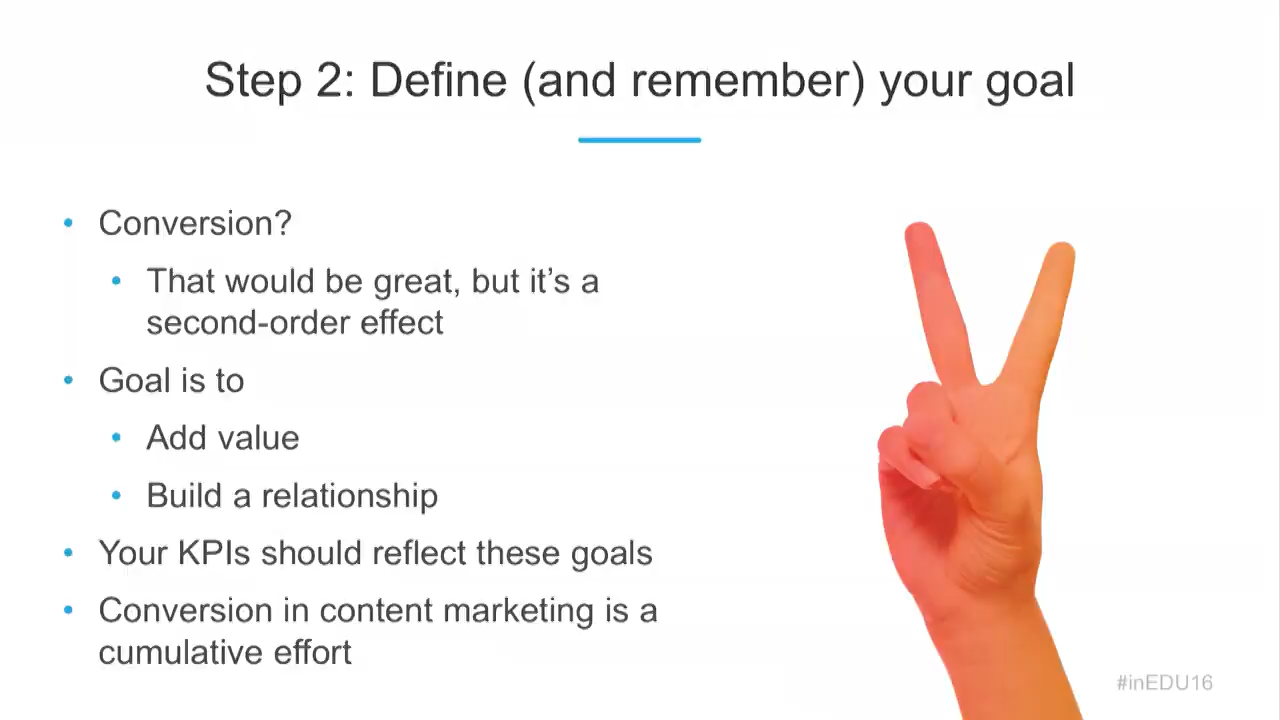 Step 2: Define (and remember) your goal
• Conversion?
• That would be great, but it’s a
second-order effect
• Goal is to
• Add value
• Build a relationship
• Your KPIs should reflect these goals
• Conversion in content marketing is a
cumulative effort
#inEDU16